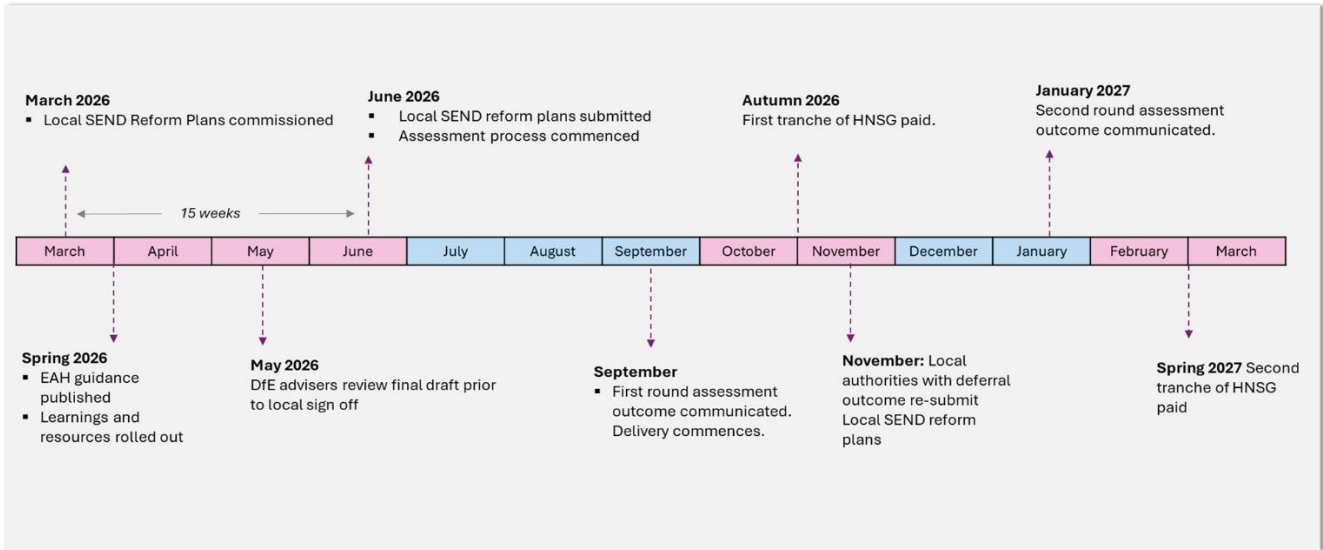 March 2026
▪ Local SEND Reform Plans commissioned
June 2026
▪ Local SEND reform plans submitted
▪ Assessment process commenced
Autumn 2026
First tranche of HNSG paid.
January 2027
Second round assessment
outcome communicated.
15 weeks
March April May June July August September October November December January February March
Spring 2026
▪ EAH guidance
published
▪ Learnings and
resources rolled out
May 2026
DfE advisers review final draft prior
to local sign off
September
▪ First round assessment
outcome communicated.
Delivery commences.
November: Local
authorities with deferral
outcome re-submit
Local SEND reform
plans
Spring 2027 Second
tranche of HNSG
paid